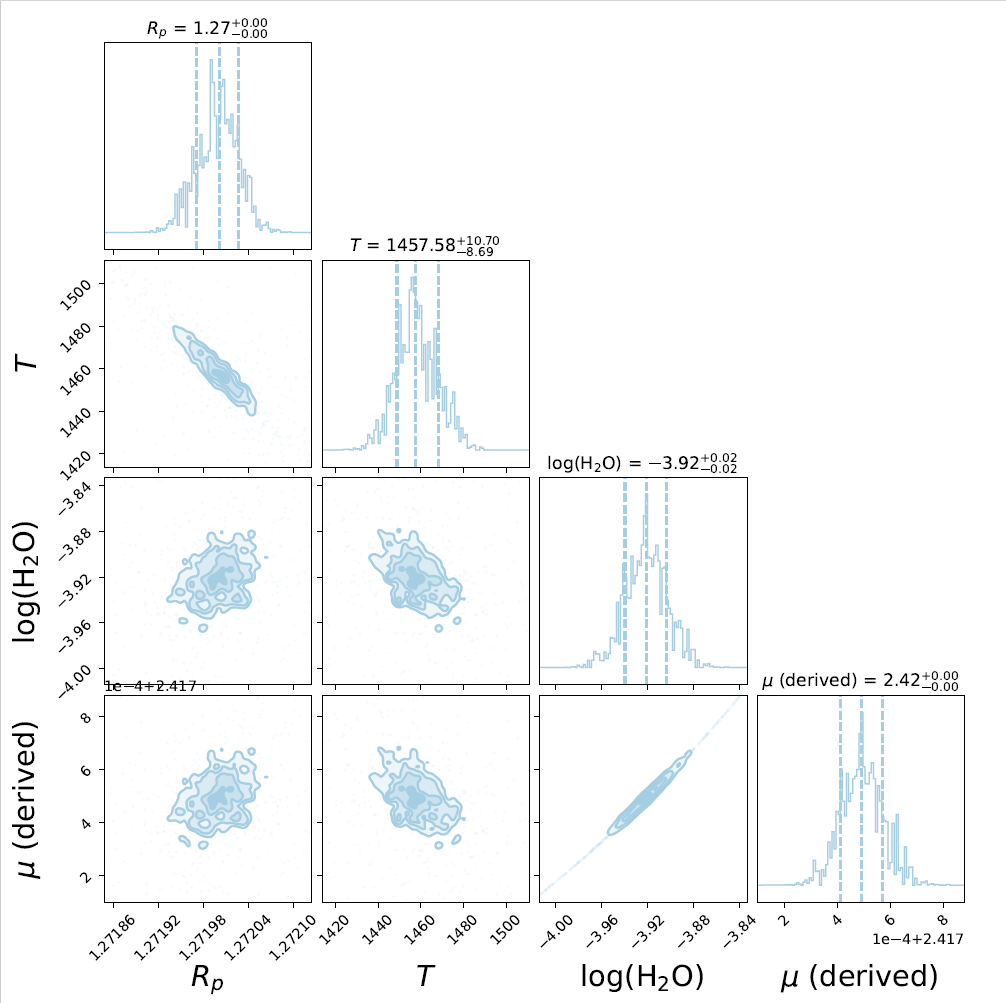 R_p = 1.27^{+0.00}_{−0.00}
T = 1457.58^{+10.70}_{−8.69}
1500
1480
1460
1440
1420
T
log(H₂O) = −3.92^{+0.02}_{−0.02}
−3.84
−3.88
−3.92
−3.96
−4.00
log(H₂O)
1e−4+2.417
μ (derived) = 2.42^{+0.00}_{−0.00}
8
6
4
2
μ (derived)
1.27186 1.27192 1.27198 1.27204 1.27210
1420 1440 1460 1480 1500
−4.00 −3.96 −3.92 −3.88 −3.84
2 4 6 8
1e−4+2.417
R_p T log(H₂O) μ (derived)